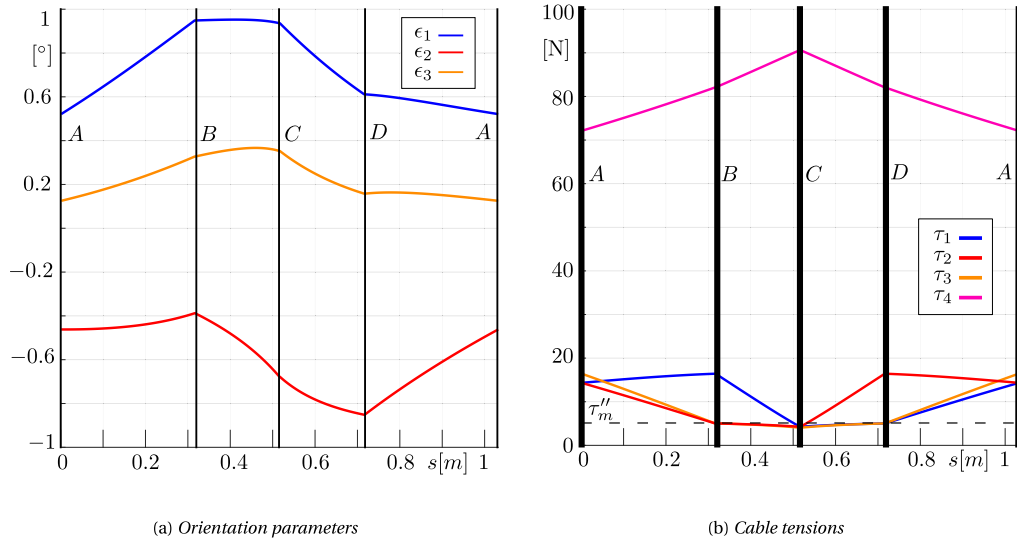 1
[°]
0.6
0.2
−0.2
−0.6
−1
ϵ₁
ϵ₂
ϵ₃
A B C D A
0 0.2 0.4 0.6 0.8 s[m] 1
(a) Orientation parameters
100
[N]
80
60
40
20
0
A B C D A
τ₁
τ₂
τ₃
τ₄
τ″ₘ
0 0.2 0.4 0.6 0.8 s[m] 1
(b) Cable tensions